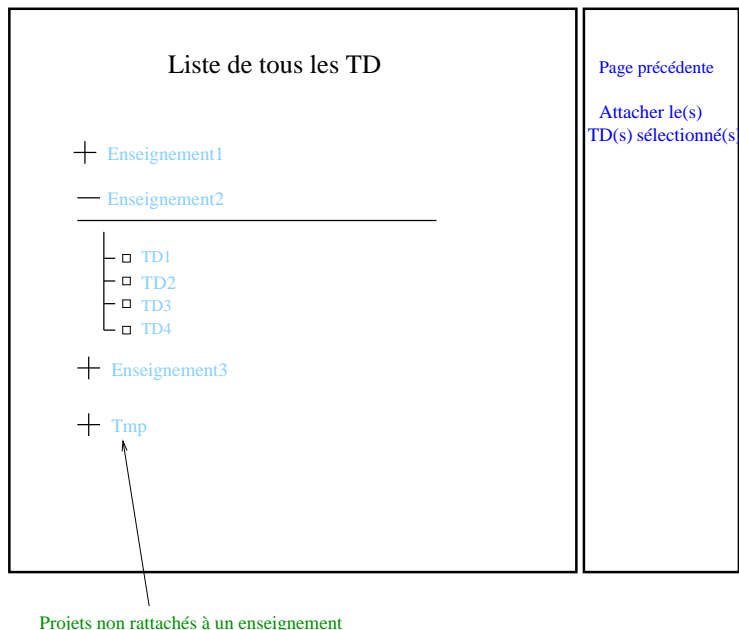 Liste de tous les TD
Enseignement1
Enseignement2
TD1
TD2
TD3
TD4
Enseignement3
Tmp
Page précédente
Attacher le(s)
TD(s) sélectionné(s)
Projets non rattachés à un enseignement